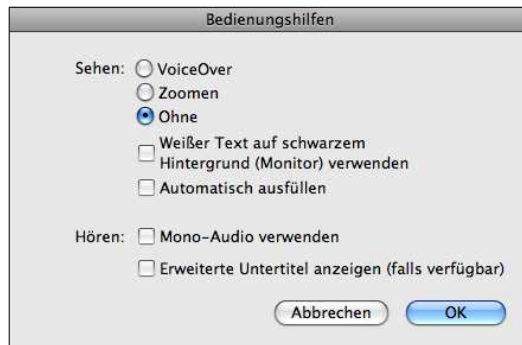 Bedienungshilfen
Sehen: VoiceOver
Zoomen
Ohne
Weißer Text auf schwarzem
Hintergrund (Monitor) verwenden
Automatisch ausfüllen
Hören: Mono-Audio verwenden
Erweiterte Untertitel anzeigen (falls verfügbar)
Abbrechen OK